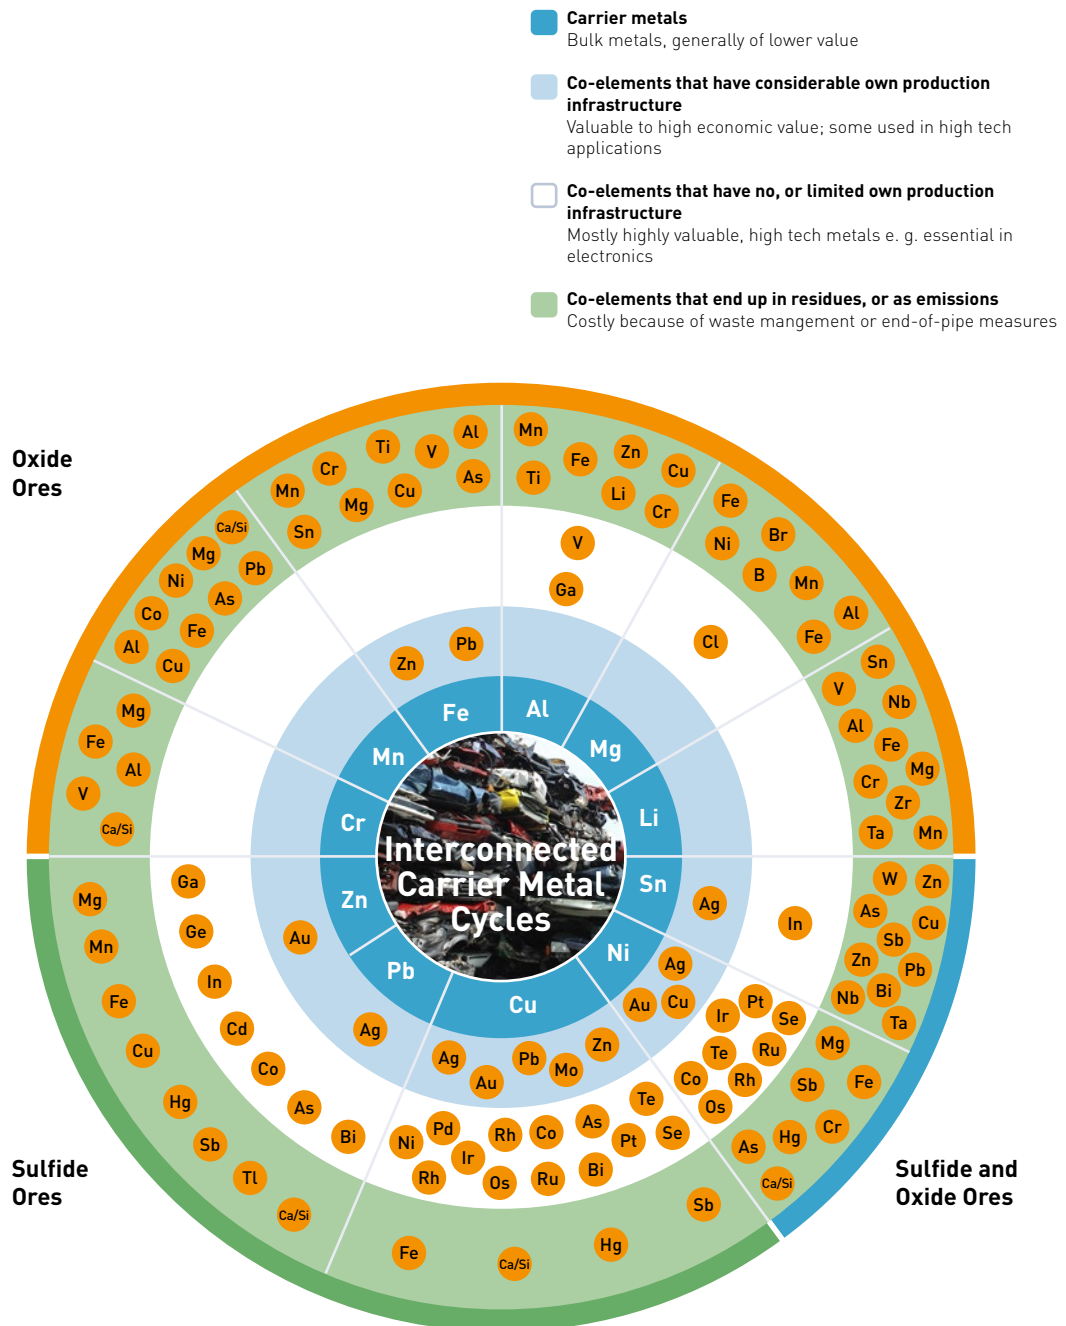 Carrier metals
Bulk metals, generally of lower value
Co-elements that have considerable own production
infrastructure
Valuable to high economic value; some used in high tech
applications
Co-elements that have no, or limited own production
infrastructure
Mostly highly valuable, high tech metals e. g. essential in
electronics
Co-elements that end up in residues, or as emissions
Costly because of waste mangement or end-of-pipe measures
Oxide
Ores
Sulfide
Ores
Sulfide and
Oxide Ores
Interconnected
Carrier Metal
Cycles
Fe
Al
Mg
Li
Sn
Ni
Cu
Pb
Zn
Cr
Mn
Zn
Pb
Ag
Ag
Au
Cu
Zn
Mo
Pb
Au
Ag
Ag
Au
V
Ga
Cl
In
Pt
Se
Ir
Ru
Te
Rh
Co
Os
Te
Se
Pt
As
Bi
Co
Ru
Rh
Os
Ir
Pd
Rh
Ni
Bi
As
Co
Cd
In
Ge
Ga
Al
V
Ti
As
Cu
Cr
Mg
Mn
Sn
Mn
Ti
Fe
Zn
Li
Cu
Cr
Fe
Ni
Br
B
Mn
Al
Fe
Sn
V
Nb
Al
Fe
Mg
Cr
Zr
Ta
Mn
W
Zn
As
Cu
Sb
Zn
Pb
Bi
Nb
Ta
Mg
Fe
Sb
Cr
Hg
As
Ca/Si
Sb
Hg
Ca/Si
Fe
Ca/Si
Tl
Sb
Hg
Cu
Fe
Mn
Mg
Ca/Si
V
Al
Fe
Mg
Cu
Al
Fe
Co
As
Ni
Pb
Mg
Ca/Si